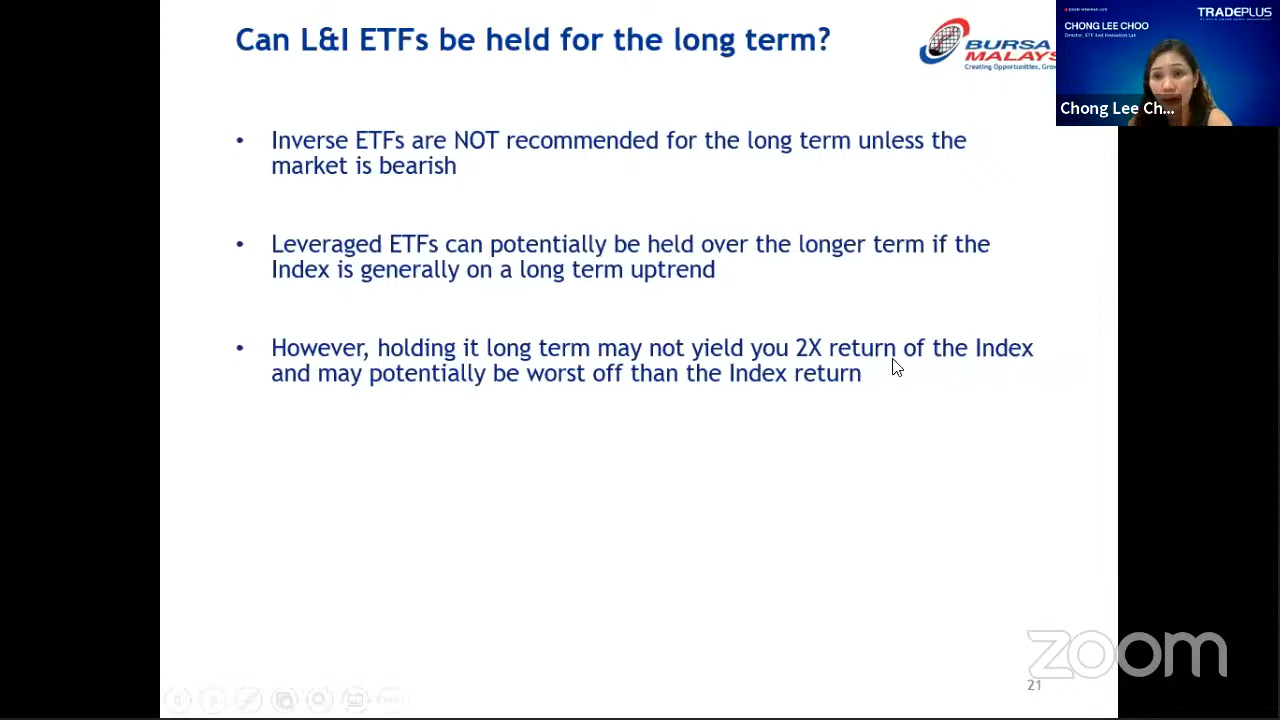 Can L&I ETFs be held for the long term?
BURSA
MALAYS
Creating Opportunities, Grow
ZOOM WEBINAR LIVE
TRADEPLUS
CHONG LEE CHOO
Director, ETF And Innovation Lab
Chong Lee Ch...
• Inverse ETFs are NOT recommended for the long term unless the
market is bearish
• Leveraged ETFs can potentially be held over the longer term if the
Index is generally on a long term uptrend
• However, holding it long term may not yield you 2X return of the Index
and may potentially be worst off than the Index return
zoom
21